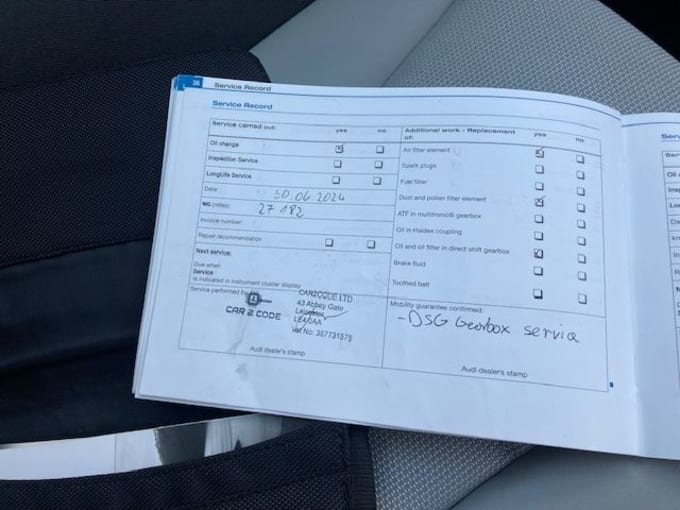 26 Service Record
Service Record
Service carried out: yes no
Oil change
Inspection Service
LongLife Service
Date: 30.06.2024
27 182
Invoice number:
Repair recommendation
Next service:
Due when:
Service
is indicated in instrument cluster display
Service performed by:
CAR 2 CODE
CAR2CODE LTD
43 Abbey Gate
Leicester
LE4 0AA
Vat No: 357731575
Audi dealer's stamp
Additional work - Replacement of: yes no
Air filter element
Spark plugs
Fuel filter
Dust and pollen filter element
ATF in multitronic® gearbox
Oil in Haldex coupling
Oil and oil filter in direct shift gearbox
Brake fluid
Toothed belt
Mobility guarantee confirmed:
-DSG Gearbox service
Audi dealer's stamp